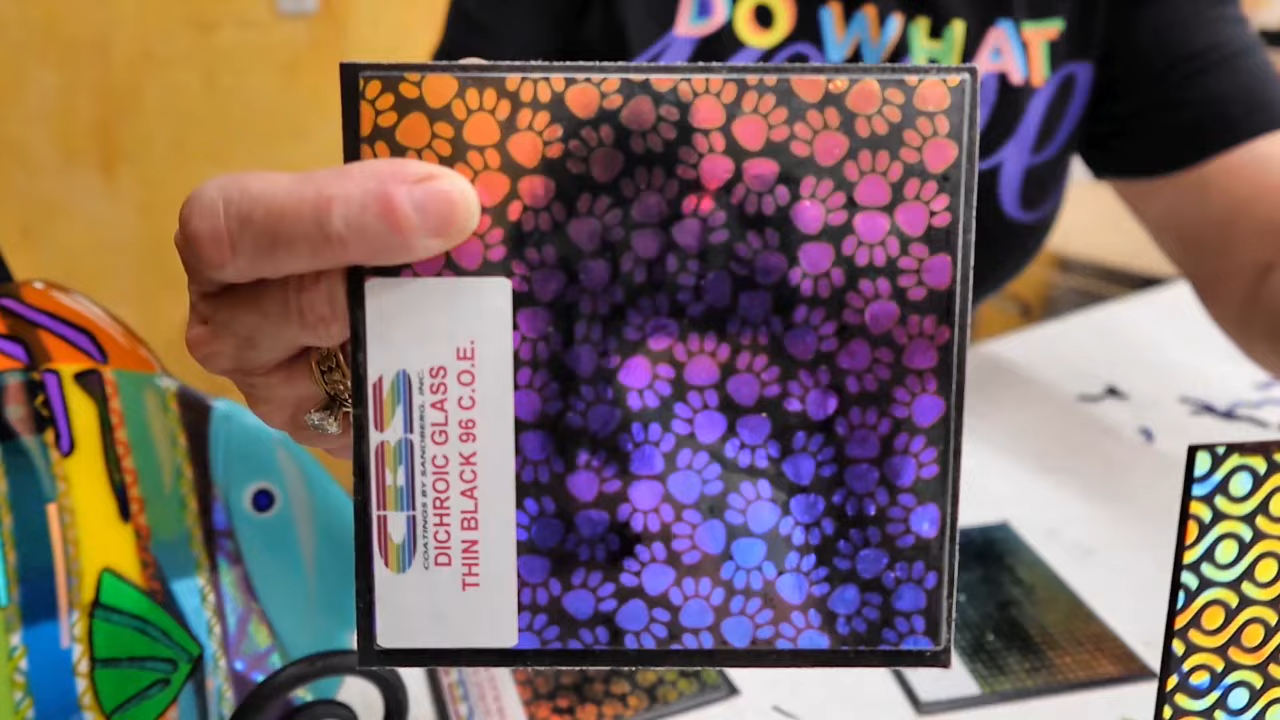 DO WHAT
CBS
COATINGS BY SANDBERG, INC.
DICHROIC GLASS
THIN BLACK 96 C.O.E.